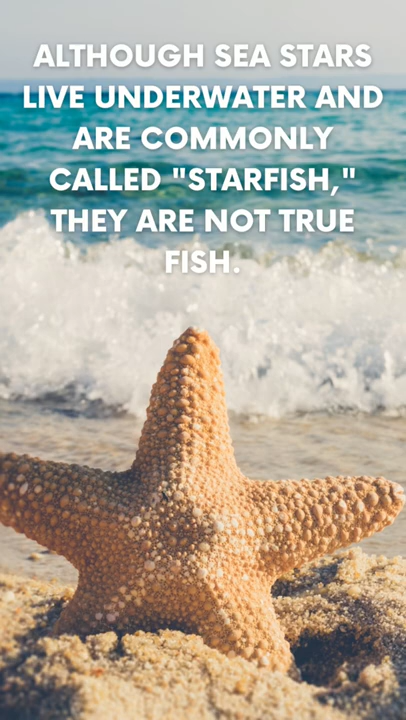 ALTHOUGH SEA STARS
LIVE UNDERWATER AND
ARE COMMONLY
CALLED "STARFISH,"
THEY ARE NOT TRUE
FISH.